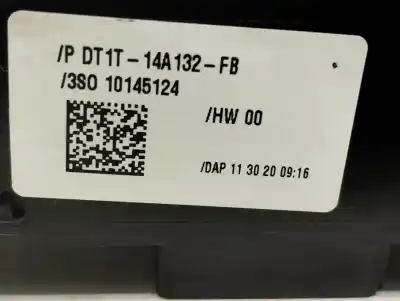 /P DT1T-14A132-FB
/3SO 10145124
/HW 00
/DAP 11 30 20 09:16